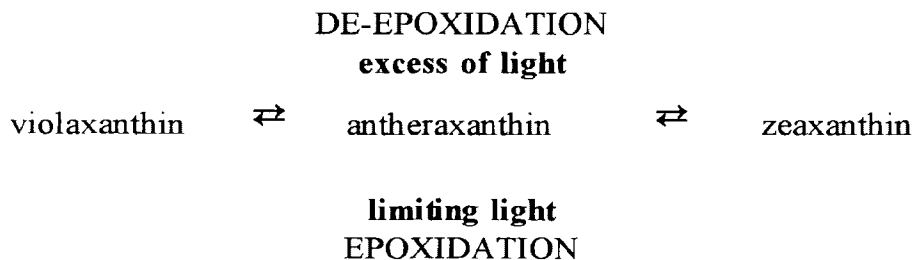 DE-EPOXIDATION
excess of light
violaxanthin ⇄ antheraxanthin ⇄ zeaxanthin
limiting light
EPOXIDATION